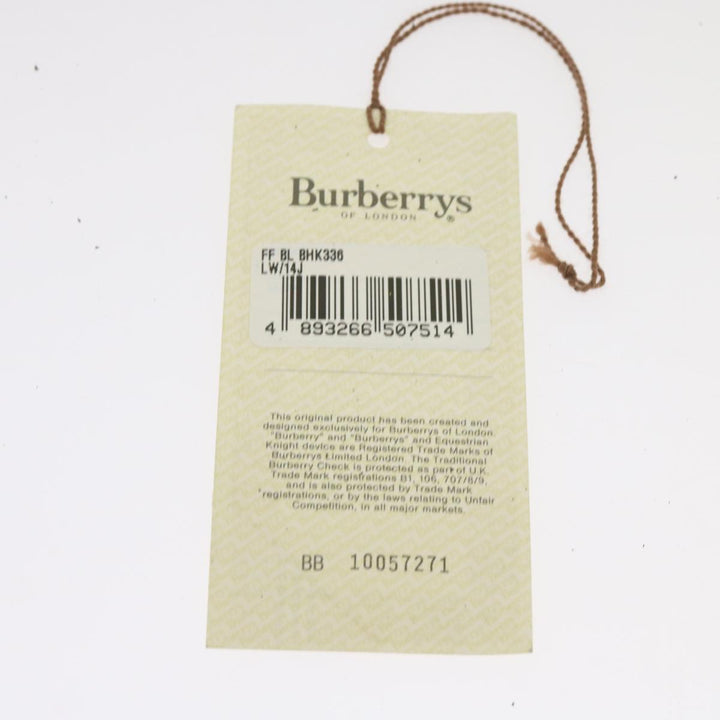 Burberrys
OF LONDON ®
FF BL BHK336
LW/14J
4 893266 507514
This original product has been created and
designed exclusively for Burberrys of London.
"Burberry" and "Burberrys" and Equestrian
Knight device are Registered Trade Marks of
Burberrys Limited London. The Traditional
Burberry Check is protected as part of U.K.
Trade Mark registrations B1, 106, 707/8/9,
and is also protected by Trade Mark
registrations, or by the laws relating to Unfair
Competition, in all major markets.
BB 10057271